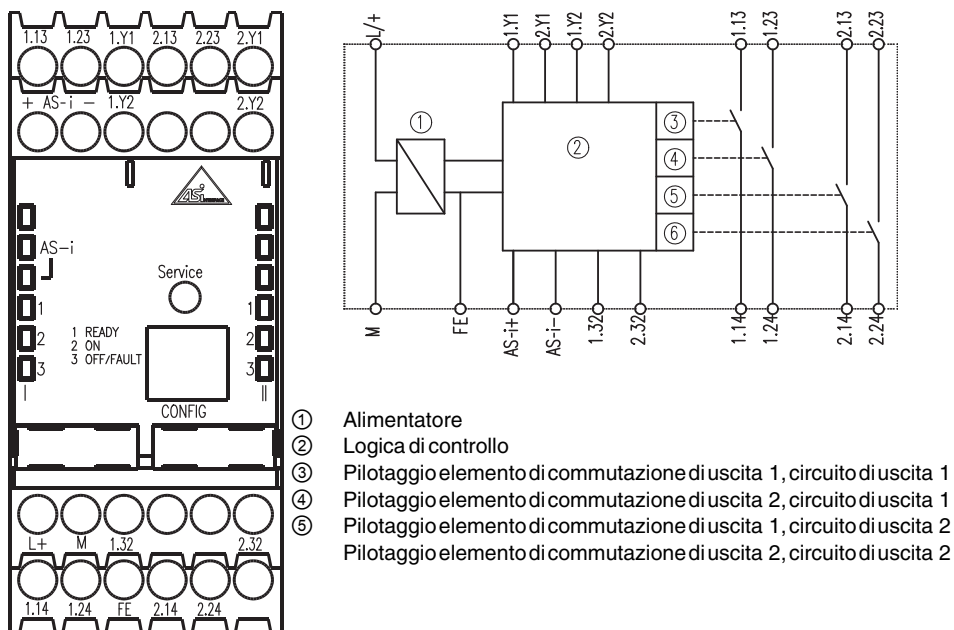 1.13 1.23 1.Y1 2.13 2.23 2.Y1
+ AS-i − 1.Y2 2.Y2
ASi
INTERFACE
AS-i
Service
1 1
2 2
3 3
1 READY
2 ON
3 OFF/FAULT
I II
CONFIG
L+ M 1.32 2.32
1.14 1.24 FE 2.14 2.24
L/+ 1.Y1 2.Y1 1.Y2 2.Y2 1.13 1.23 2.13 2.23
① ② ③
④
⑤
⑥
M FE AS-i+ AS-i− 1.32 2.32 1.14 1.24 2.14 2.24
① Alimentatore
② Logica di controllo
③ Pilotaggio elemento di commutazione di uscita 1, circuito di uscita 1
④ Pilotaggio elemento di commutazione di uscita 2, circuito di uscita 1
⑤ Pilotaggio elemento di commutazione di uscita 1, circuito di uscita 2
Pilotaggio elemento di commutazione di uscita 2, circuito di uscita 2